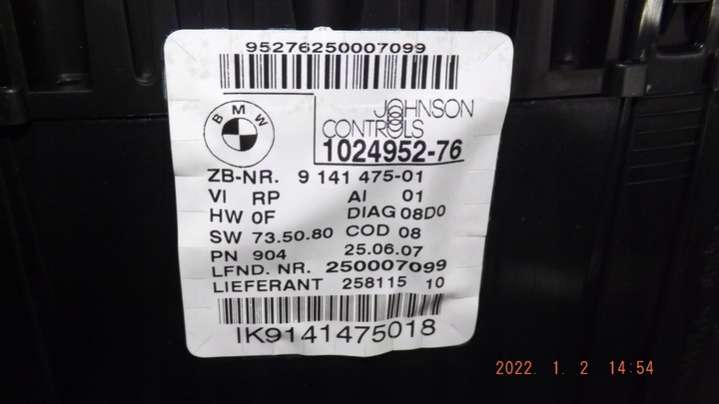 95276250007099
BMW
JOHNSON
CONTROLS
1024952-76
ZB-NR. 9 141 475-01
VI RP AI 01
HW 0F DIAG 08D0
SW 73.50.80 COD 08
PN 904 25.06.07
LFND. NR. 250007099
LIEFERANT 258115 10
IK9141475018
2022. 1. 2 14:54